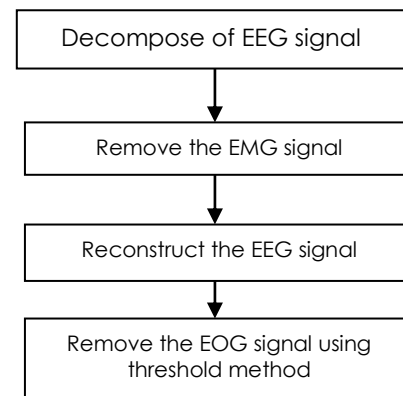 Decompose of EEG signal
Remove the EMG signal
Reconstruct the EEG signal
Remove the EOG signal using
threshold method